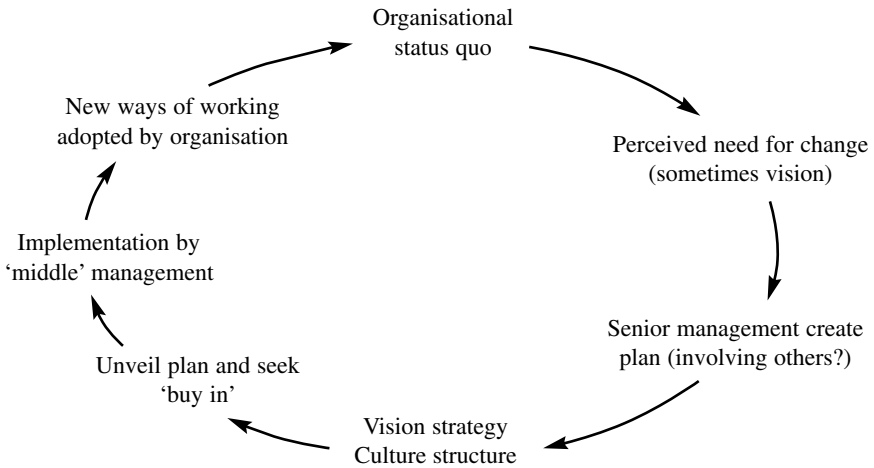 Organisational
status quo
Perceived need for change
(sometimes vision)
Senior management create
plan (involving others?)
Vision strategy
Culture structure
Unveil plan and seek
‘buy in’
Implementation by
‘middle’ management
New ways of working
adopted by organisation